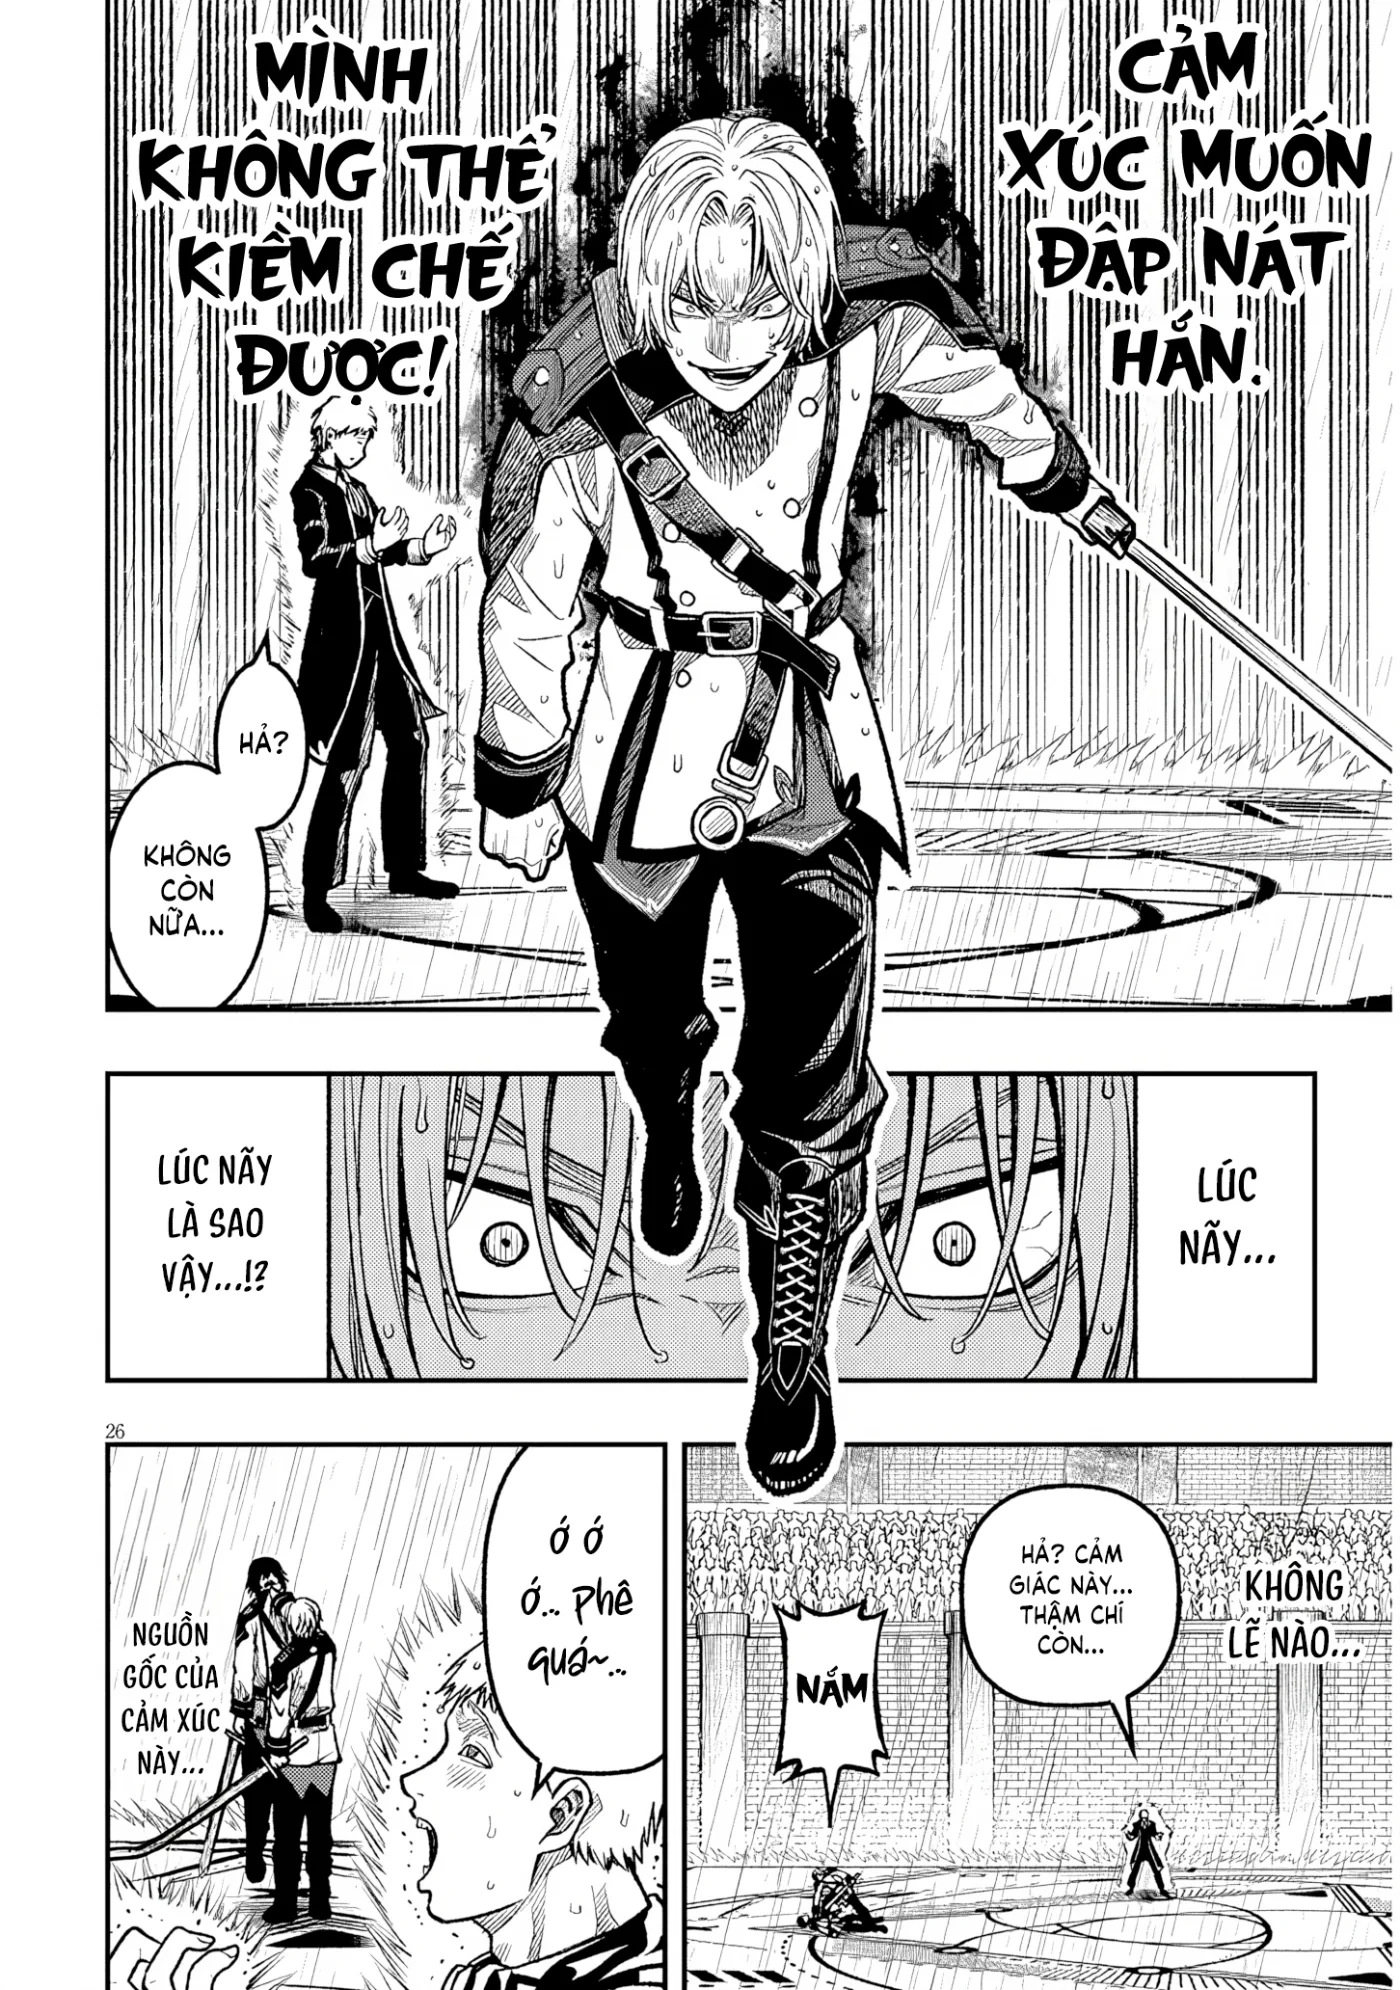 CẢM
XÚC MUỐN
ĐẬP NÁT
HẮN.
MÌNH
KHÔNG THỂ
KIỀM CHẾ
ĐƯỢC!
HẢ?
KHÔNG
CÒN
NỮA...
LÚC
NÃY...
LÚC NÃY
LÀ SAO
VẬY...!?
26
KHÔNG
LẼ NÀO...
HẢ? CẢM
GIÁC NÀY...
THẬM CHÍ
CÒN...
NẮM
Ớ Ớ
Ớ... PHÊ
QUÁ~...
NGUỒN
GỐC CỦA
CẢM XÚC
NÀY...